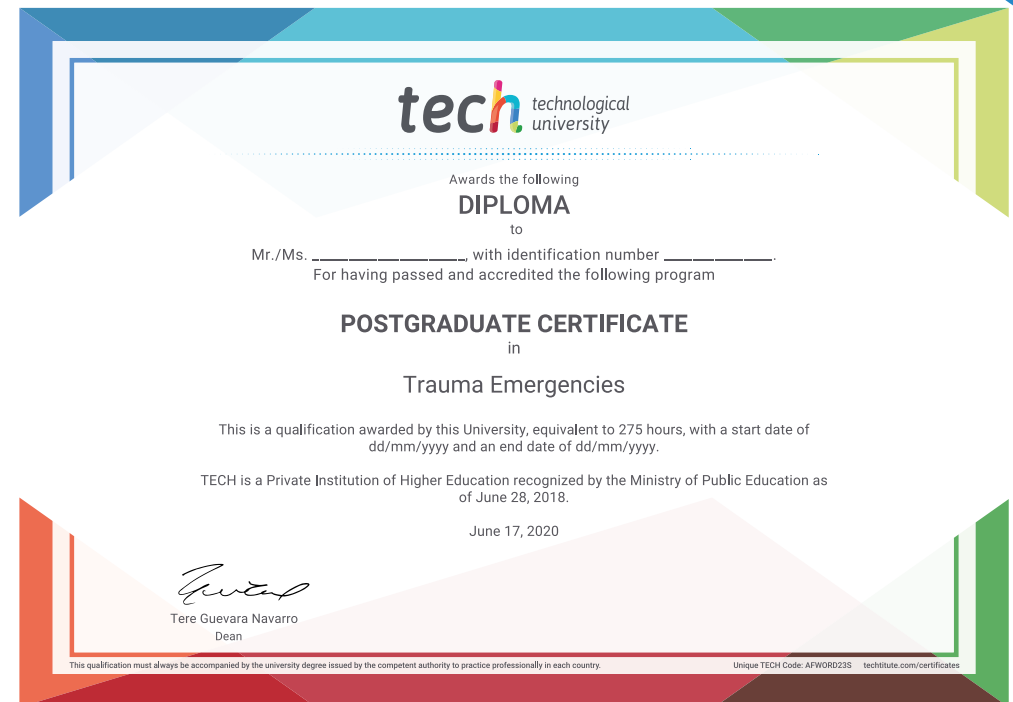 tech technological
university
Awards the following
DIPLOMA
to
Mr./Ms. _________________, with identification number ____________.
For having passed and accredited the following program
POSTGRADUATE CERTIFICATE
in
Trauma Emergencies
This is a qualification awarded by this University, equivalent to 275 hours, with a start date of
dd/mm/yyyy and an end date of dd/mm/yyyy.
TECH is a Private Institution of Higher Education recognized by the Ministry of Public Education as
of June 28, 2018.
June 17, 2020
Tere Guevara Navarro
Dean
This qualification must always be accompanied by the university degree issued by the competent authority to practice professionally in each country. Unique TECH Code: AFWORD23S techtitute.com/certificates